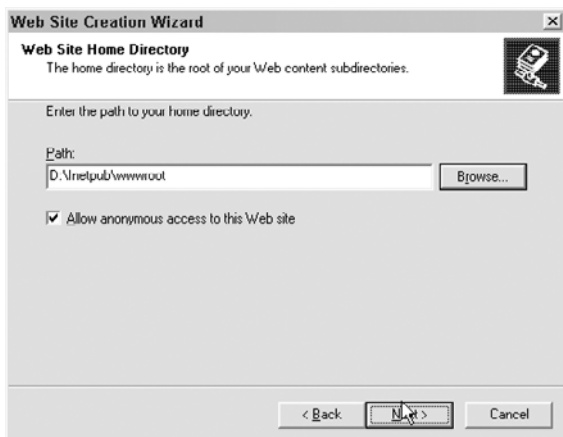 Web Site Creation Wizard
Web Site Home Directory
The home directory is the root of your Web content subdirectories.
Enter the path to your home directory.
Path:
D:\Inetpub\wwwroot
Browse...
Allow anonymous access to this Web site
< Back
Next >
Cancel